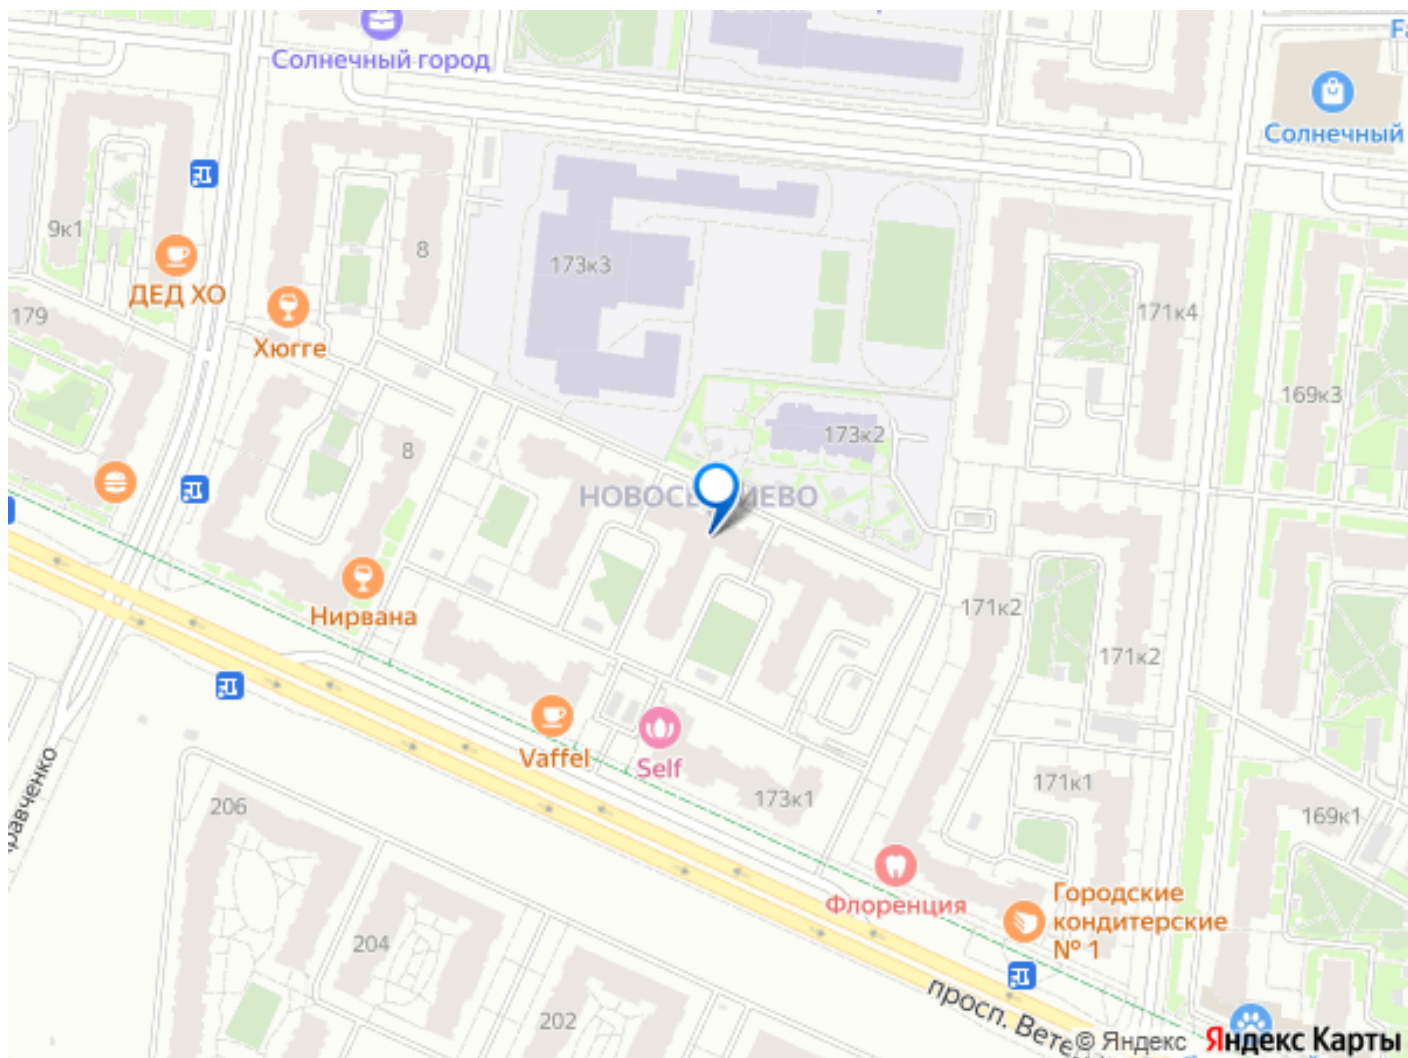 Солнечный город
Солнечный
9к1
8
173к3
ДЕД ХО
179
Хюгге
171к4
169к3
8
173к2
171к2
Нирвана
171к2
Vaffel
Self
173к1
171к1
206
169к1
Флоренция
Городские
кондитерские
№ 1
204
202
просп.
© Яндекс
Яндекс Карты